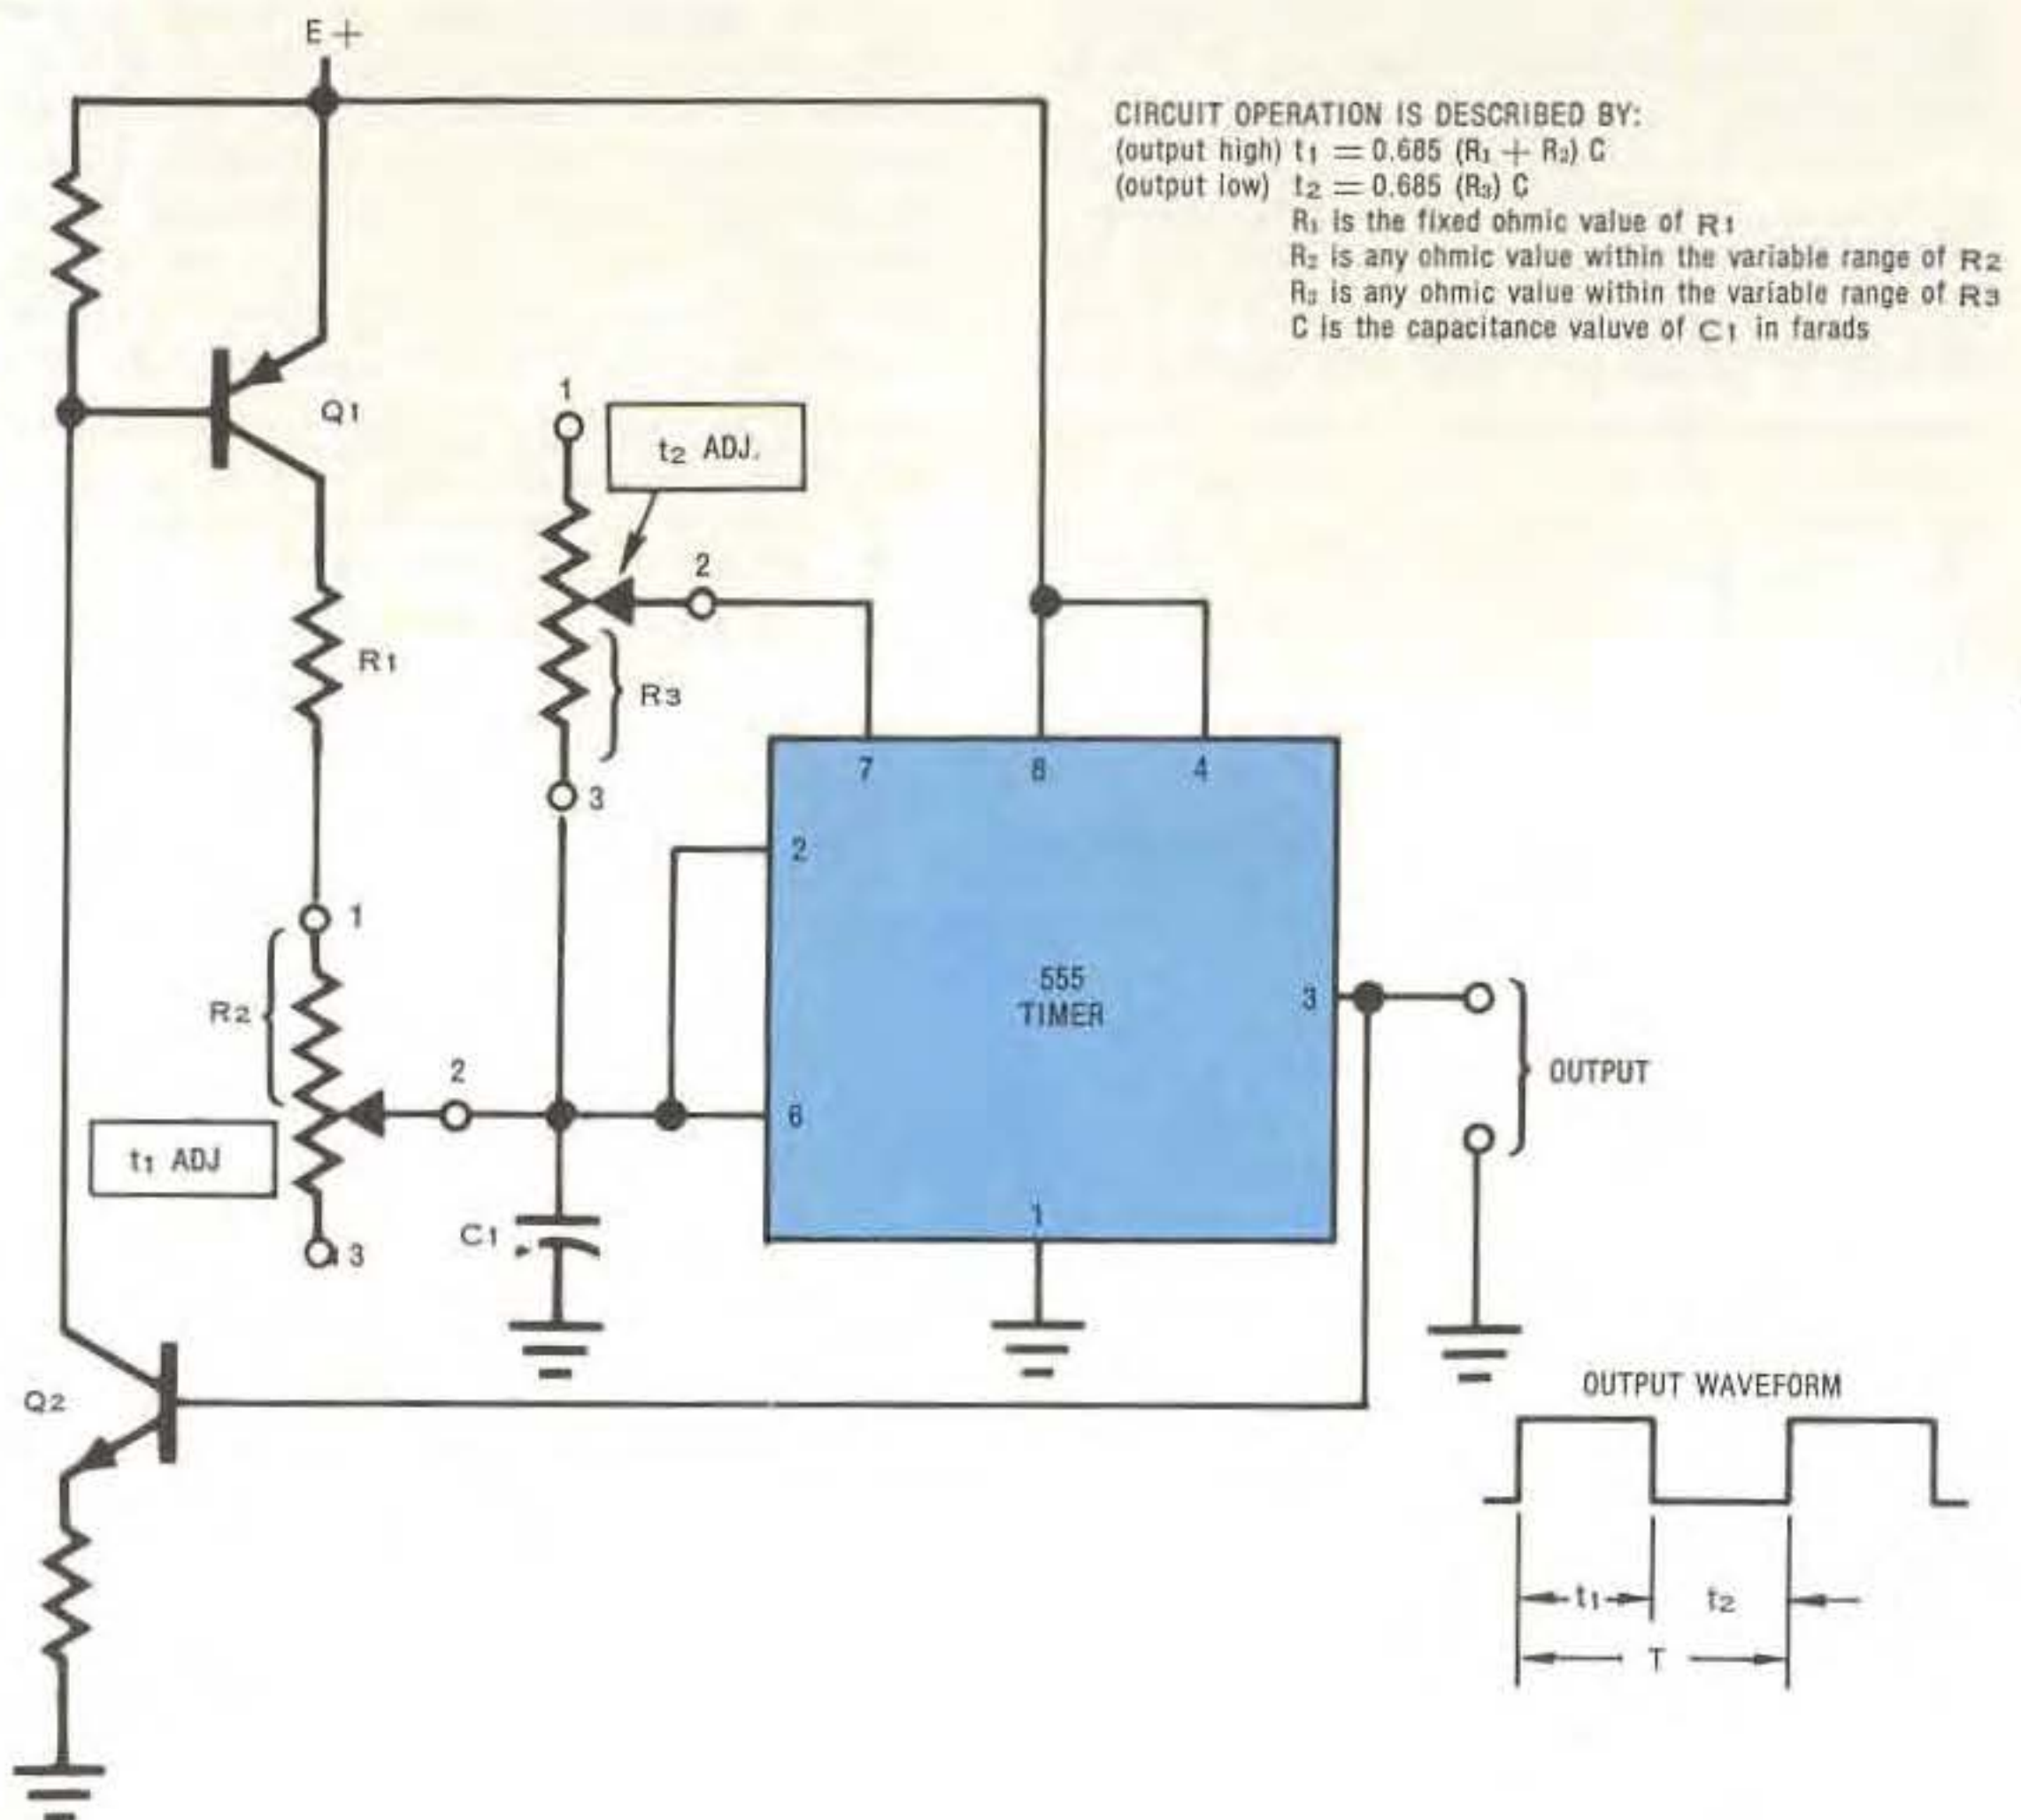 E+
CIRCUIT OPERATION IS DESCRIBED BY:
(output high) t1 = 0.685 (R1 + R2) C
(output low) t2 = 0.685 (R3) C
R1 is the fixed ohmic value of R1
R2 is any ohmic value within the variable range of R2
R3 is any ohmic value within the variable range of R3
C is the capacitance valuve of C1 in farads
Q1
1
t2 ADJ.
2
R1
R3
3
7
8
4
2
1
R2
555
TIMER
3
2
6
OUTPUT
t1 ADJ
C1
1
3
Q2
OUTPUT WAVEFORM
t1
t2
T